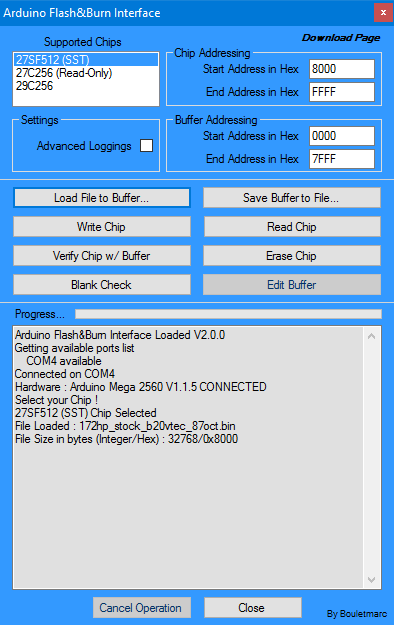 Arduino Flash&Burn Interface
x
Download Page
Supported Chips
27SF512 (SST)
27C256 (Read-Only)
29C256
Chip Addressing
Start Address in Hex 8000
End Address in Hex FFFF
Settings
Advanced Loggings
Buffer Addressing
Start Address in Hex 0000
End Address in Hex 7FFF
Load File to Buffer... Save Buffer to File...
Write Chip Read Chip
Verify Chip w/ Buffer Erase Chip
Blank Check Edit Buffer
Progress...
Arduino Flash&Burn Interface Loaded V2.0.0
Getting available ports list
COM4 available
Connected on COM4
Hardware : Arduino Mega 2560 V1.1.5 CONNECTED
Select your Chip !
27SF512 (SST) Chip Selected
File Loaded : 172hp_stock_b20vtec_87oct.bin
File Size in bytes (Integer/Hex) : 32768/0x8000
Cancel Operation Close
By Bouletmarc